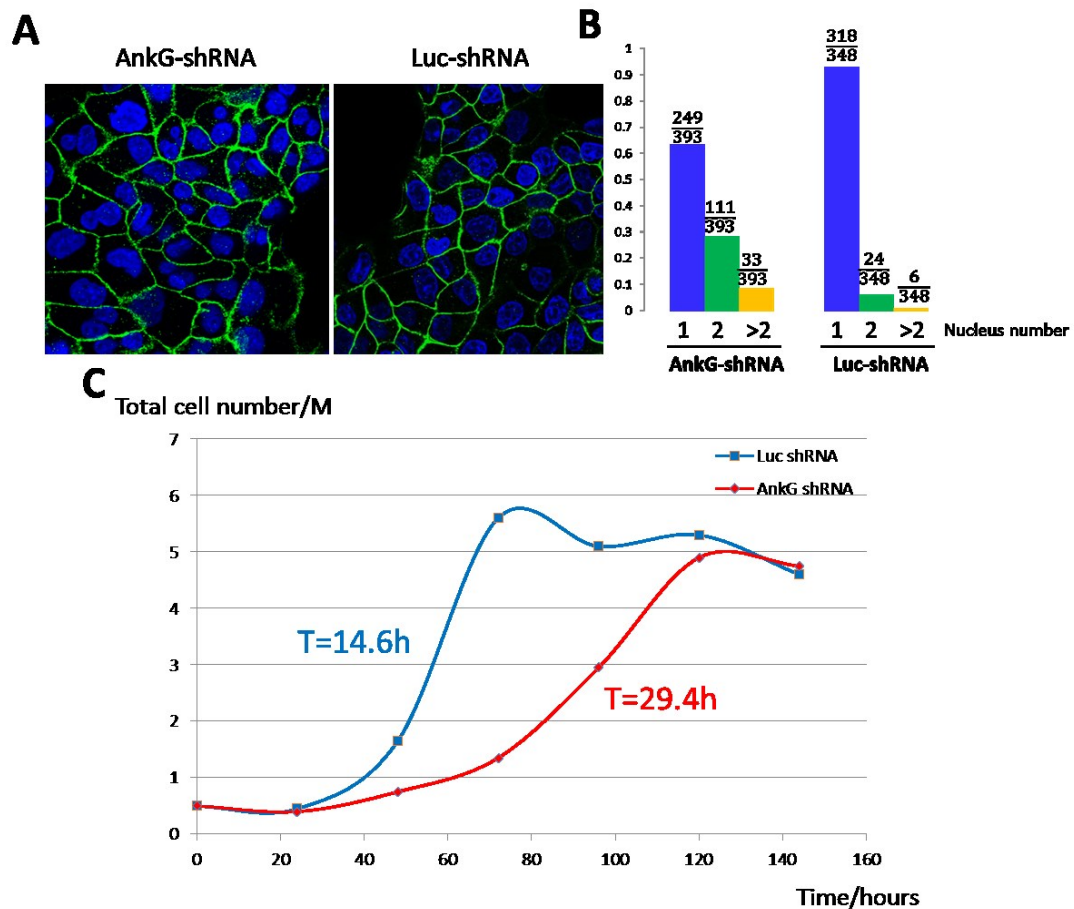 A
AnkG-shRNA
Luc-shRNA
B
1
0.9
0.8
0.7
0.6
0.5
0.4
0.3
0.2
0.1
0
249
393
111
393
33
393
318
348
24
348
6
348
1 2 >2
1 2 >2
Nucleus number
AnkG-shRNA
Luc-shRNA
C
Total cell number/M
7
6
5
4
3
2
1
0
Luc shRNA
AnkG shRNA
T=14.6h
T=29.4h
0 20 40 60 80 100 120 140 160
Time/hours